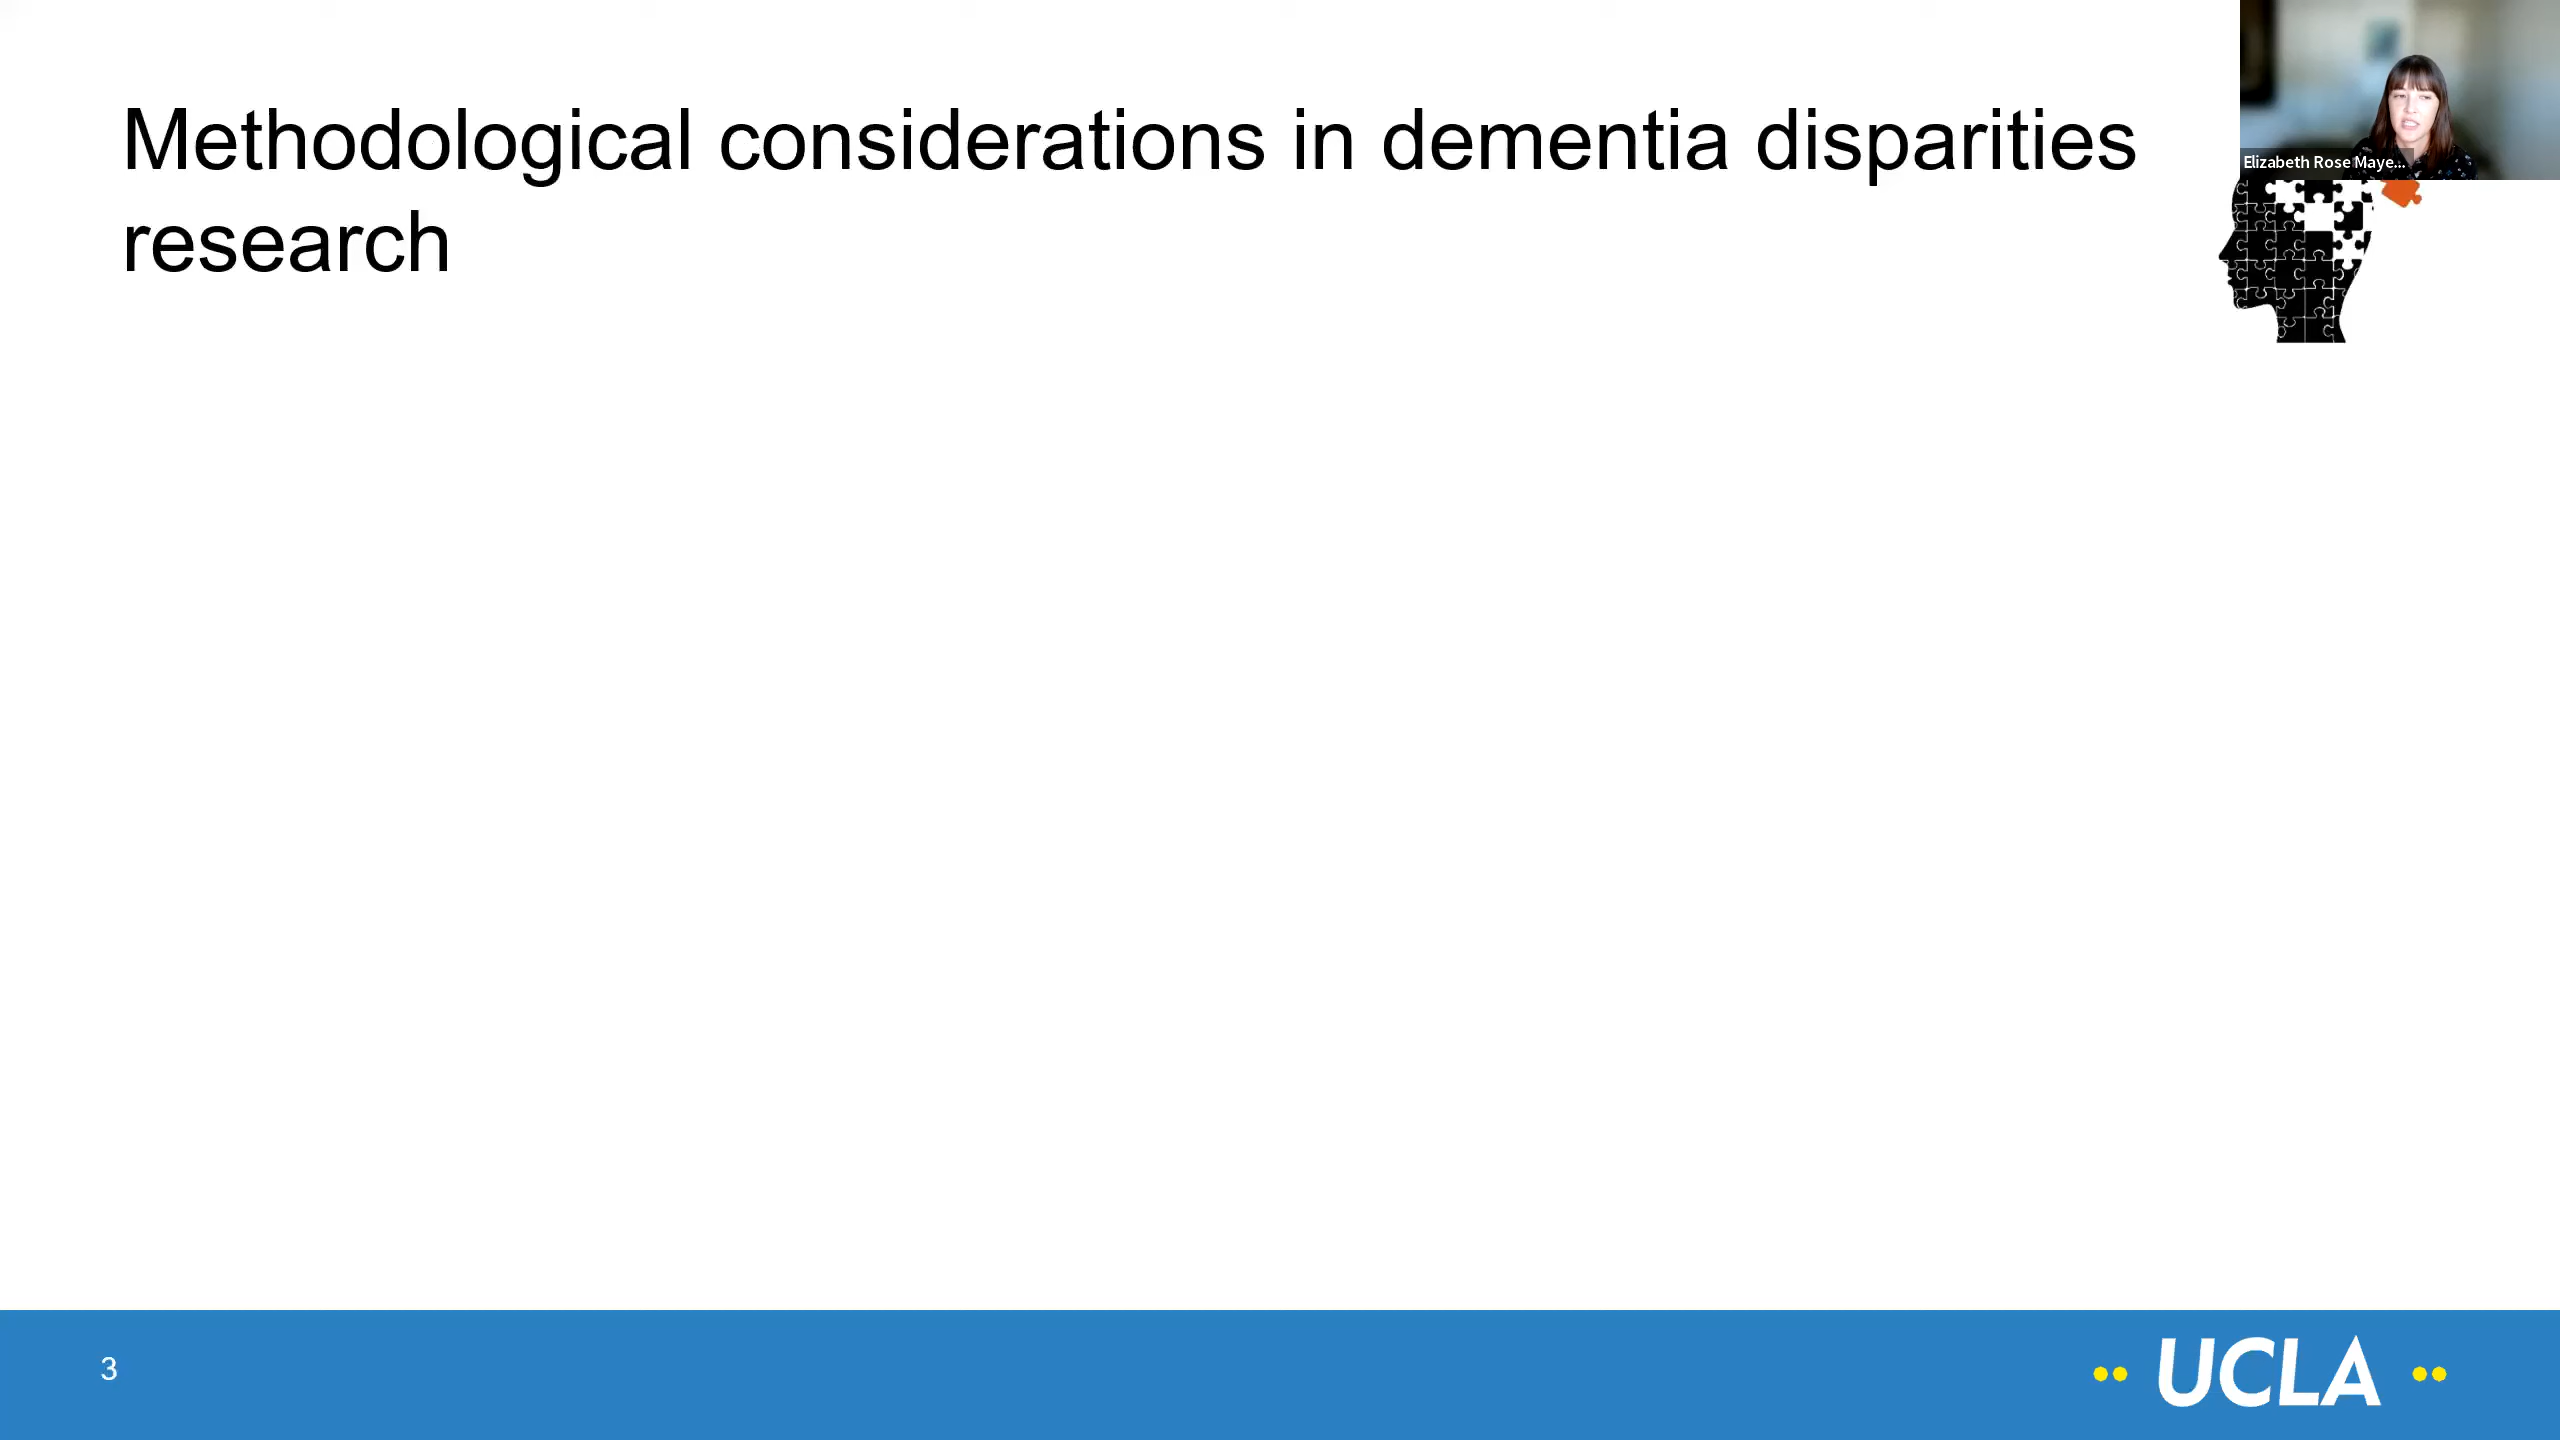 Methodological considerations in dementia disparities
research
Elizabeth Rose Maye...
3
UCLA